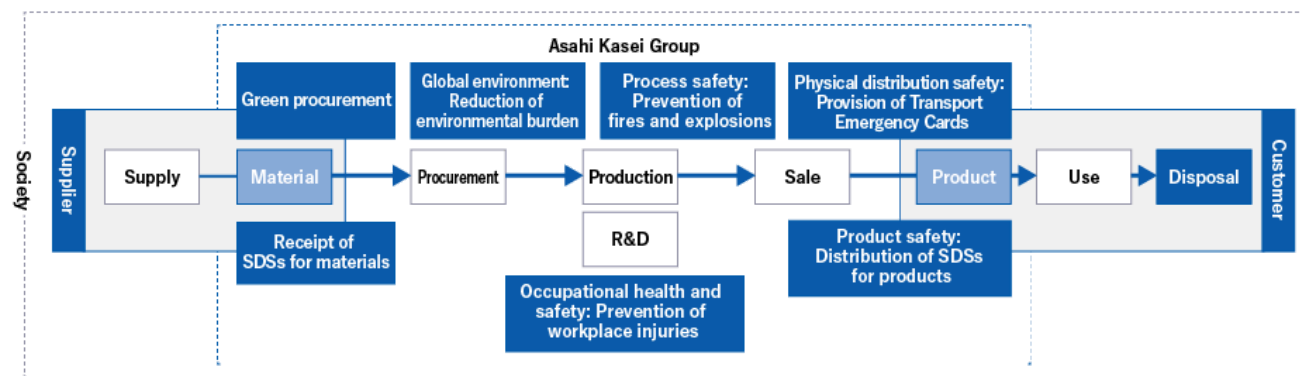 Asahi Kasei Group
Green procurement
Global environment:
Reduction of
environmental burden
Process safety:
Prevention of
fires and explosions
Physical distribution safety:
Provision of Transport
Emergency Cards
Society
Supplier
Supply
Material
Procurement
Production
Sale
Product
Use
Disposal
Customer
Receipt of
SDSs for materials
R&D
Product safety:
Distribution of SDSs
for products
Occupational health and
safety: Prevention of
workplace injuries